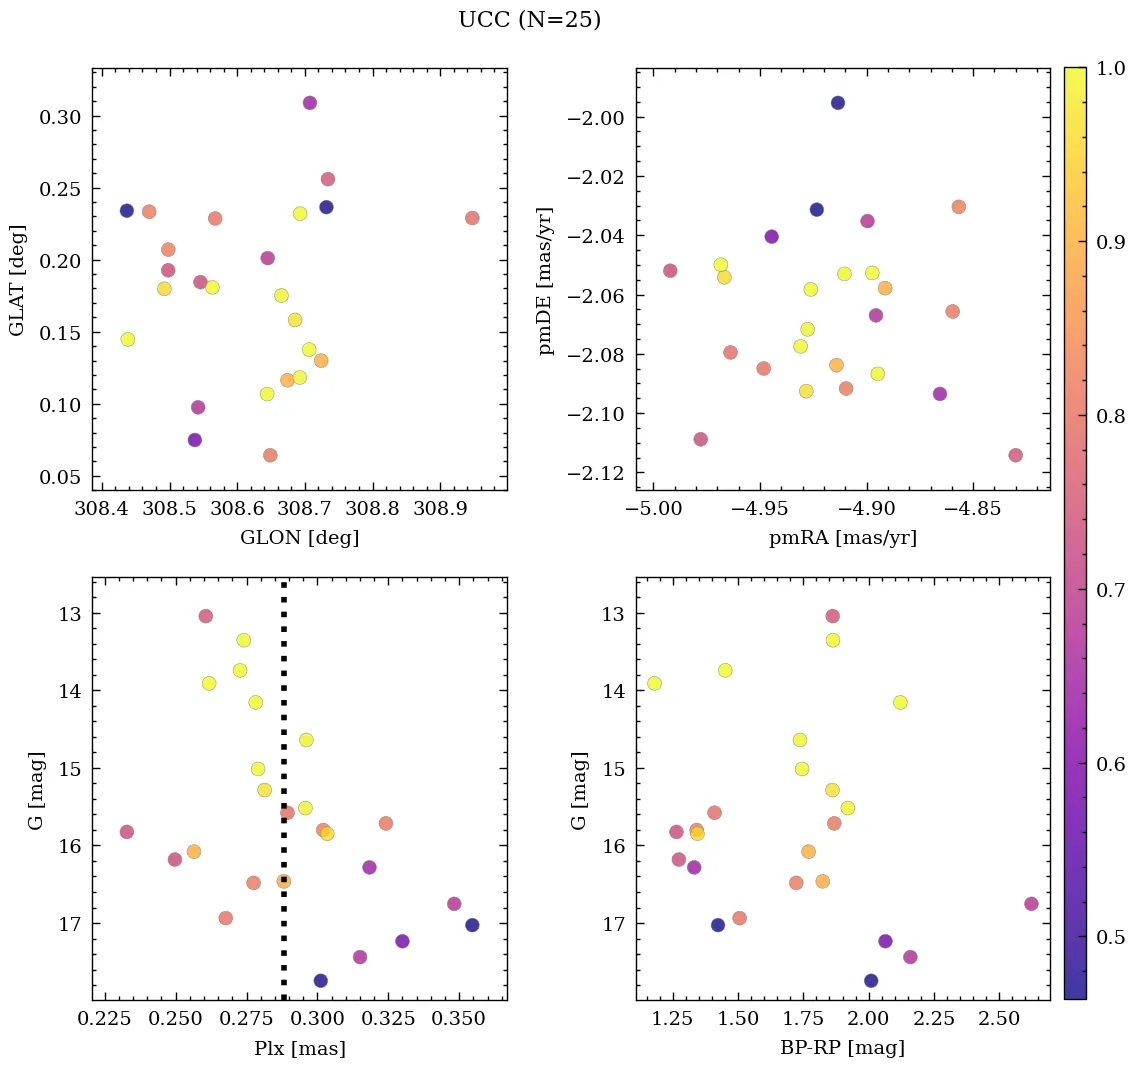 UCC (N=25)
0.30
0.25
0.20
0.15
0.10
0.05
GLAT [deg]
308.4 308.5 308.6 308.7 308.8 308.9
GLON [deg]
−2.00
−2.02
−2.04
−2.06
−2.08
−2.10
−2.12
pmDE [mas/yr]
−5.00 −4.95 −4.90 −4.85
pmRA [mas/yr]
13
14
15
16
17
G [mag]
0.225 0.250 0.275 0.300 0.325 0.350
Plx [mas]
13
14
15
16
17
G [mag]
1.25 1.50 1.75 2.00 2.25 2.50
BP-RP [mag]
1.0
0.9
0.8
0.7
0.6
0.5